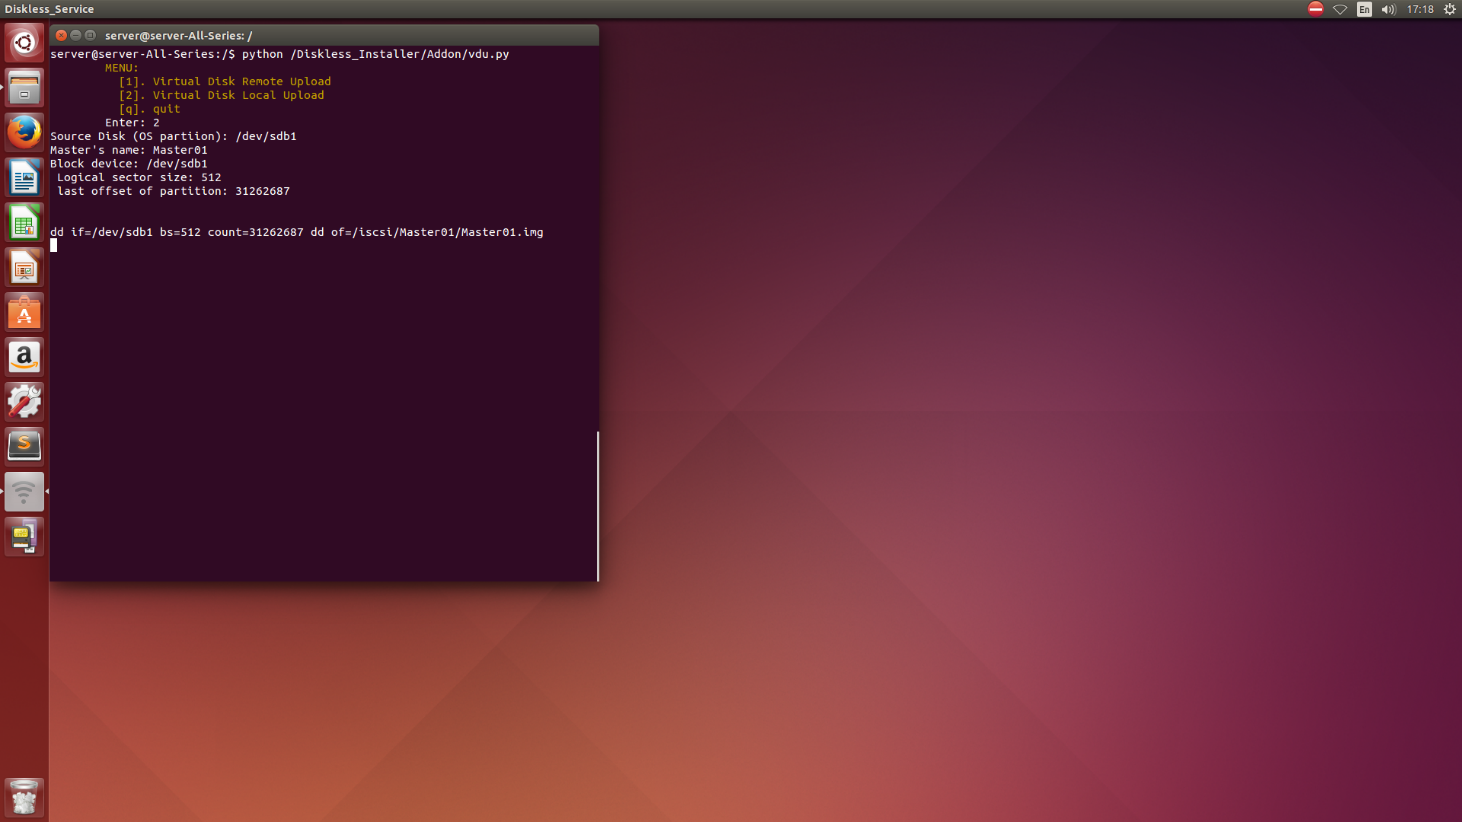 Diskless_Service
En
17:18
server@server-All-Series: /
server@server-All-Series:/$ python /Diskless_Installer/Addon/vdu.py
MENU:
[1]. Virtual Disk Remote Upload
[2]. Virtual Disk Local Upload
[q]. quit
Enter: 2
Source Disk (OS partiion): /dev/sdb1
Master's name: Master01
Block device: /dev/sdb1
Logical sector size: 512
last offset of partition: 31262687
dd if=/dev/sdb1 bs=512 count=31262687 dd of=/iscsi/Master01/Master01.img